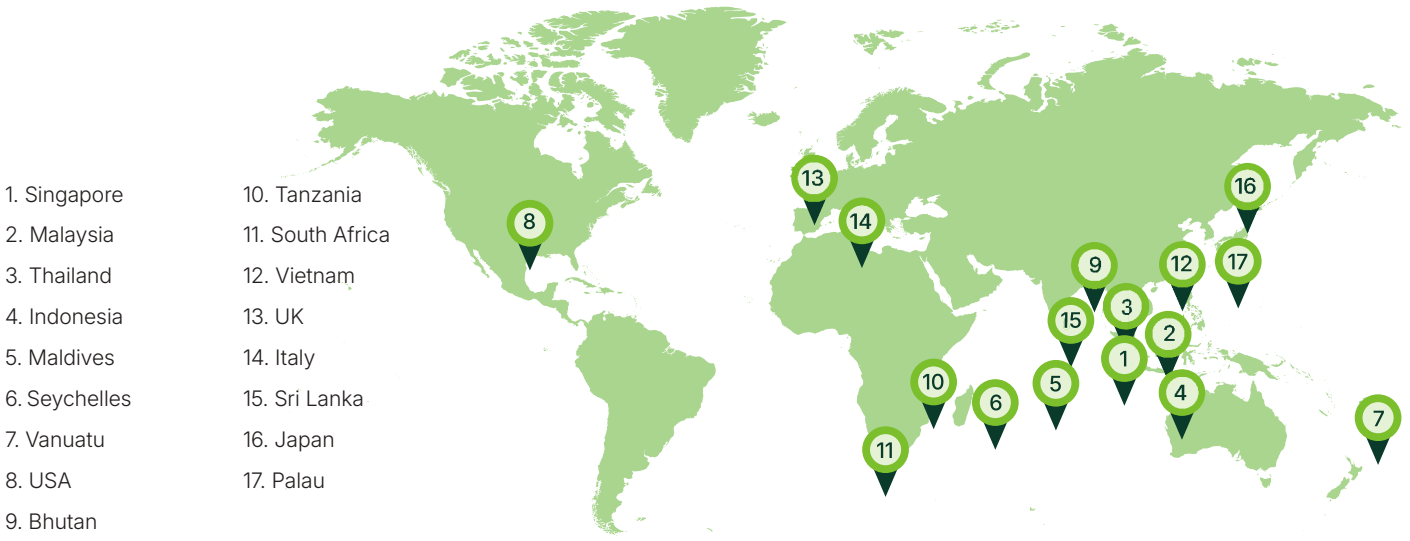 1. Singapore
2. Malaysia
3. Thailand
4. Indonesia
5. Maldives
6. Seychelles
7. Vanuatu
8. USA
9. Bhutan
10. Tanzania
11. South Africa
12. Vietnam
13. UK
14. Italy
15. Sri Lanka
16. Japan
17. Palau
13
16
8
14
9
12
17
3
15
2
1
10
5
6
4
7
11